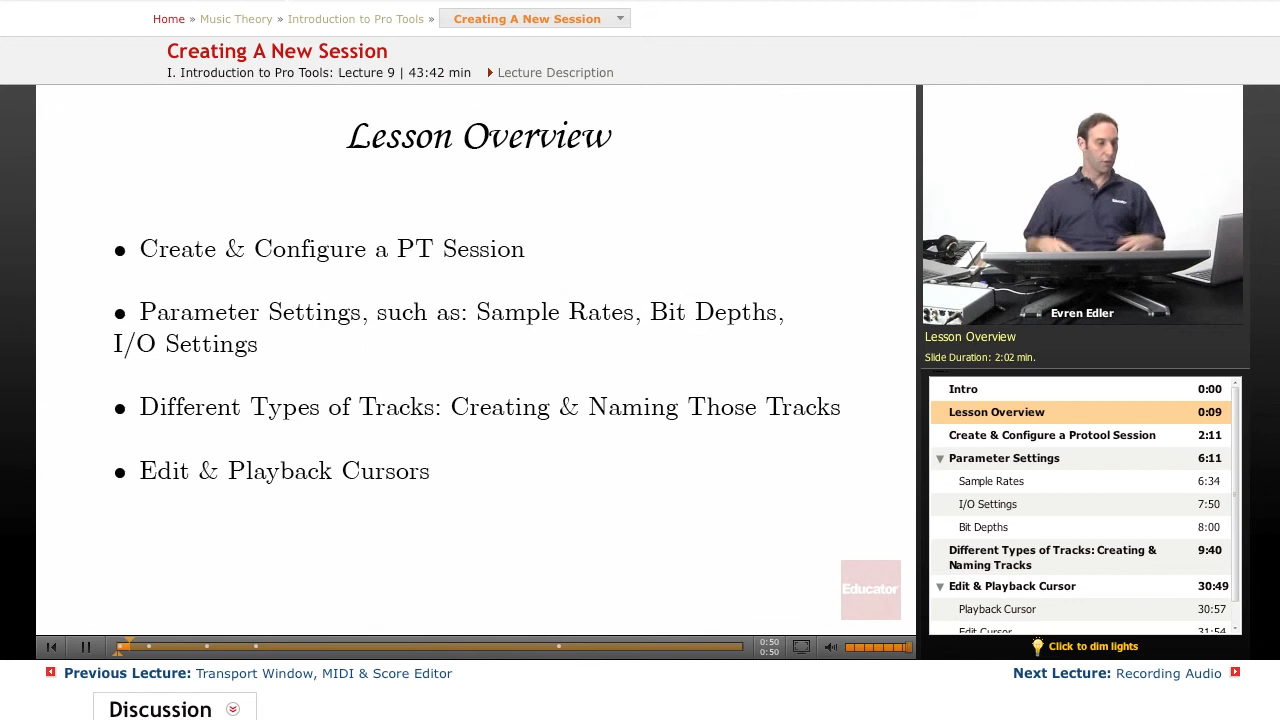 Home » Music Theory » Introduction to Pro Tools » Creating A New Session
Creating A New Session
I. Introduction to Pro Tools: Lecture 9 | 43:42 min Lecture Description
Lesson Overview
• Create & Configure a PT Session
• Parameter Settings, such as: Sample Rates, Bit Depths,
I/O Settings
• Different Types of Tracks: Creating & Naming Those Tracks
• Edit & Playback Cursors
Educator
0:50
0:50
Educator
Evren Edler
Lesson Overview
Slide Duration: 2:02 min.
Intro 0:00
Lesson Overview 0:09
Create & Configure a Protool Session 2:11
Parameter Settings 6:11
Sample Rates 6:34
I/O Settings 7:50
Bit Depths 8:00
Different Types of Tracks: Creating & 9:40
Naming Tracks
Edit & Playback Cursor 30:49
Playback Cursor 30:57
Edit Cursor 31:54
Click to dim lights
Previous Lecture: Transport Window, MIDI & Score Editor
Next Lecture: Recording Audio
Discussion